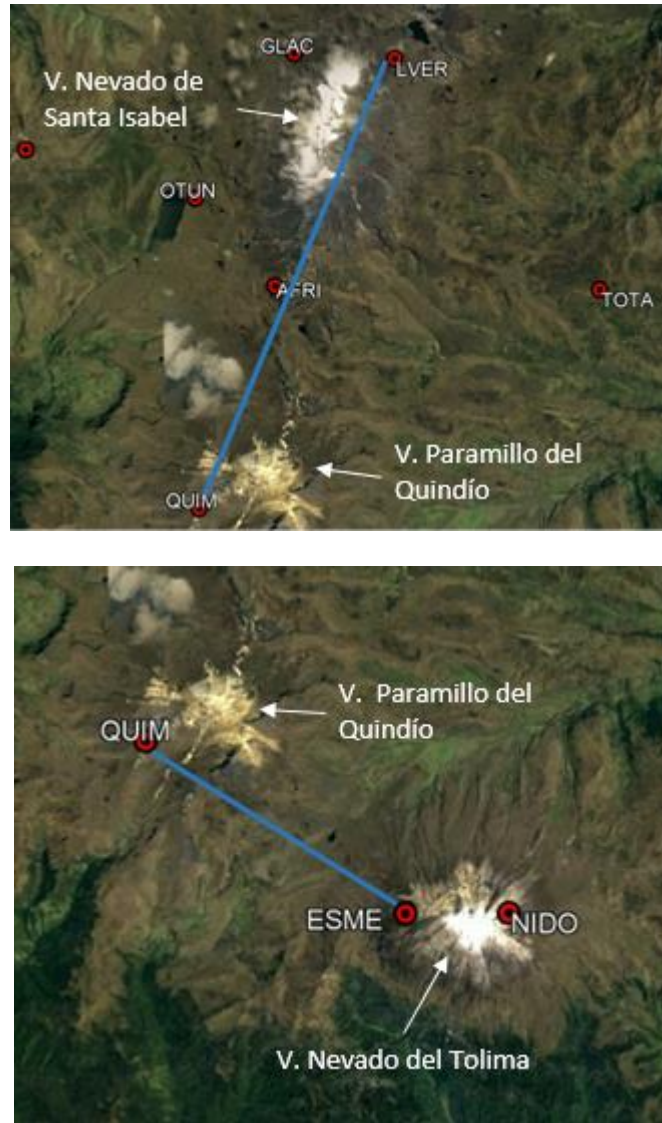 GLAC
LVER
V. Nevado de
Santa Isabel
OTUN
AFRI
TOTA
V. Paramillo del
Quindío
QUIM
V. Paramillo del
Quindío
QUIM
ESME
NIDO
V. Nevado del Tolima